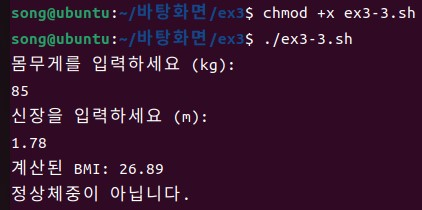 song@ubuntu:~/바탕화면/ex3$ chmod +x ex3-3.sh
song@ubuntu:~/바탕화면/ex3$ ./ex3-3.sh
몸무게를 입력하세요 (kg):
85
신장을 입력하세요 (m):
1.78
계산된 BMI: 26.89
정상체중이 아닙니다.